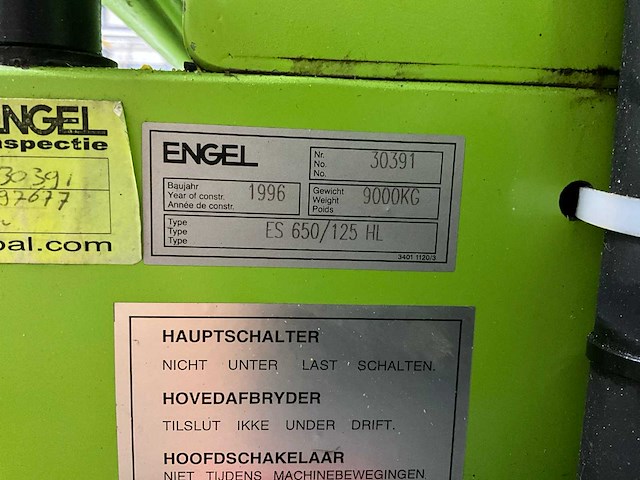 ENGEL
nspectie
30391
bal.com
ENGEL
Nr.
No.
No.
30391
Baujahr
Year of constr.
Année de constr.
1996
Gewicht
Weight
Poids
9000KG
Type
Type
Type
ES 650/125 HL
3401 1120/3
HAUPTSCHALTER
NICHT UNTER LAST SCHALTEN.
HOVEDAFBRYDER
TILSLUT IKKE UNDER DRIFT.
HOOFDSCHAKELAAR
NIET TIJDENS MACHINEBEWEGINGEN